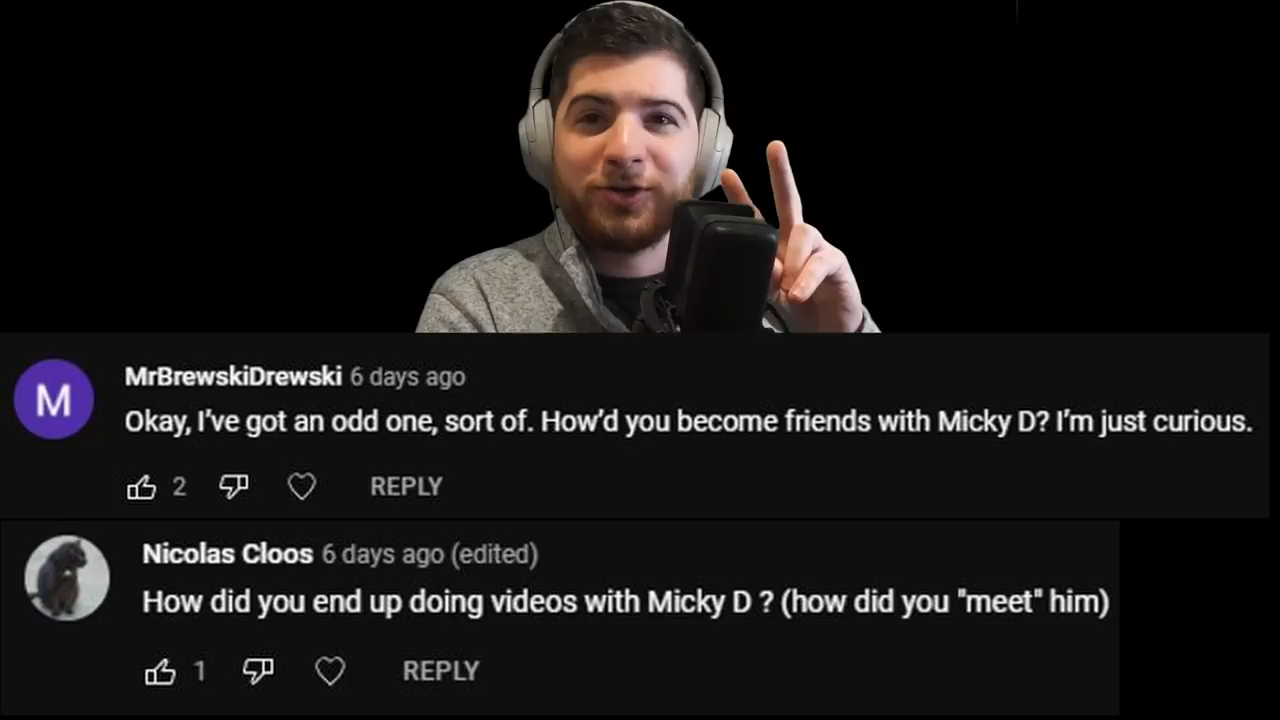 M
MrBrewskiDrewski 6 days ago
Okay, I’ve got an odd one, sort of. How’d you become friends with Micky D? I’m just curious.
2 REPLY
Nicolas Cloos 6 days ago (edited)
How did you end up doing videos with Micky D ? (how did you "meet" him)
1 REPLY